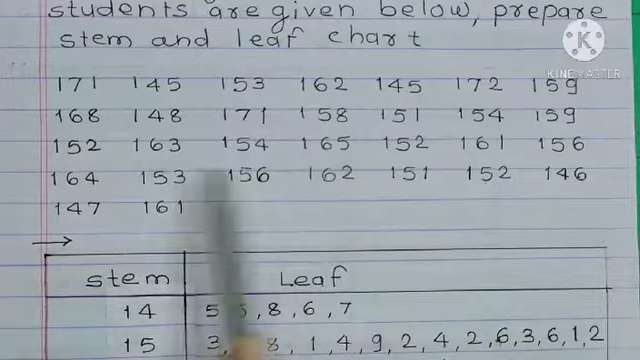 students are given below, prepare
stem and leaf chart
KINEMASTER
171 145 153 162 145 172 159
168 148 171 158 151 154 159
152 163 154 165 152 161 156
164 153 156 162 151 152 146
147 161
stem Leaf
14 5, 5, 8, 6, 7
15 3, 8, 1, 4, 9, 2, 4, 2, 6, 3, 6, 1, 2